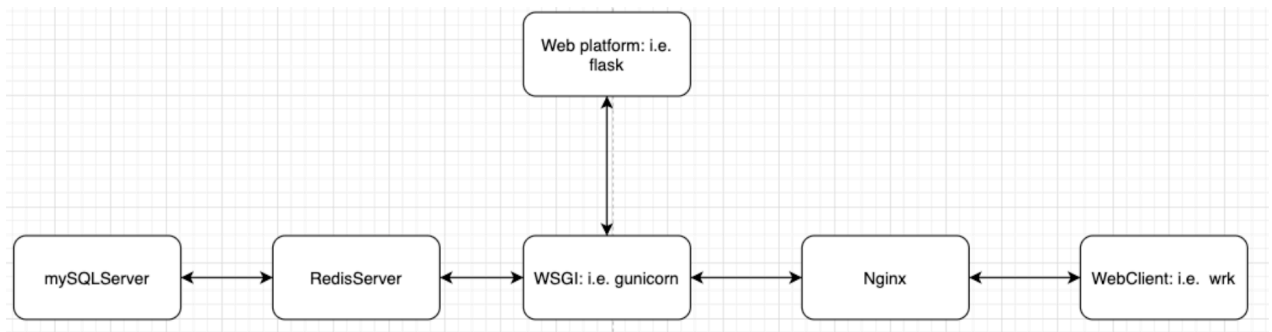 Web platform: i.e.
flask
mySQLServer
RedisServer
WSGI: i.e. gunicorn
Nginx
WebClient: i.e. wrk